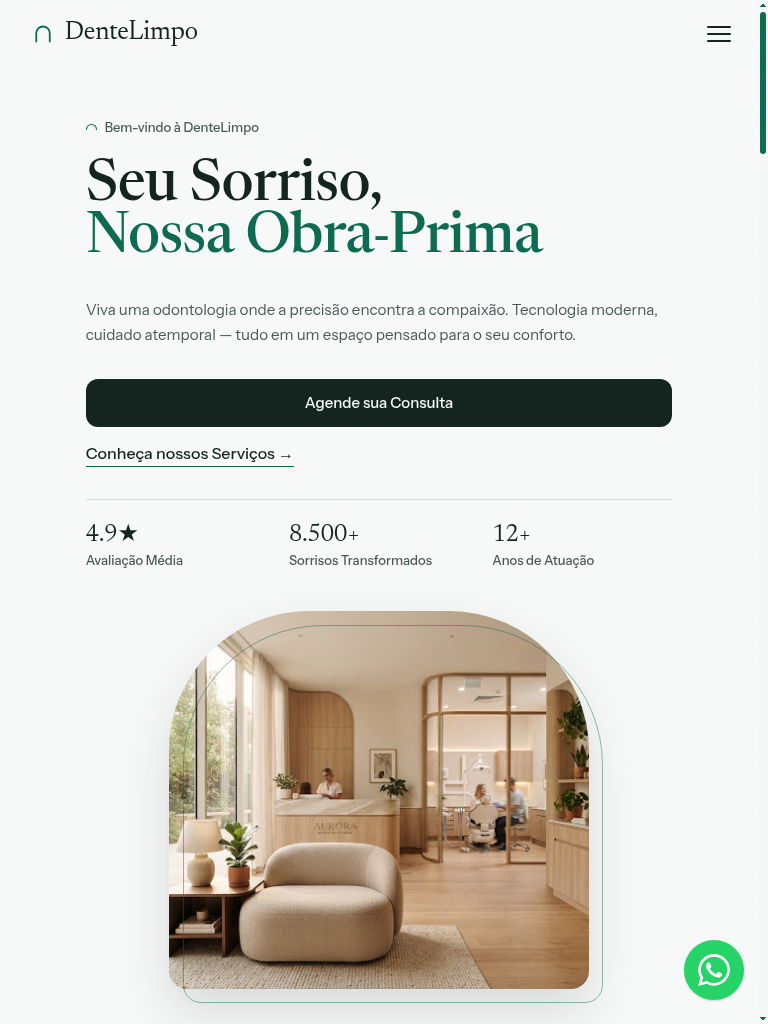 DenteLimpo
Bem-vindo à DenteLimpo
Seu Sorriso,
Nossa Obra-Prima
Viva uma odontologia onde a precisão encontra a compaixão. Tecnologia moderna,
cuidado atemporal — tudo em um espaço pensado para o seu conforto.
Agende sua Consulta
Conheça nossos Serviços →
4.9★ 8.500+ 12+
Avaliação Média Sorrisos Transformados Anos de Atuação
AURORA